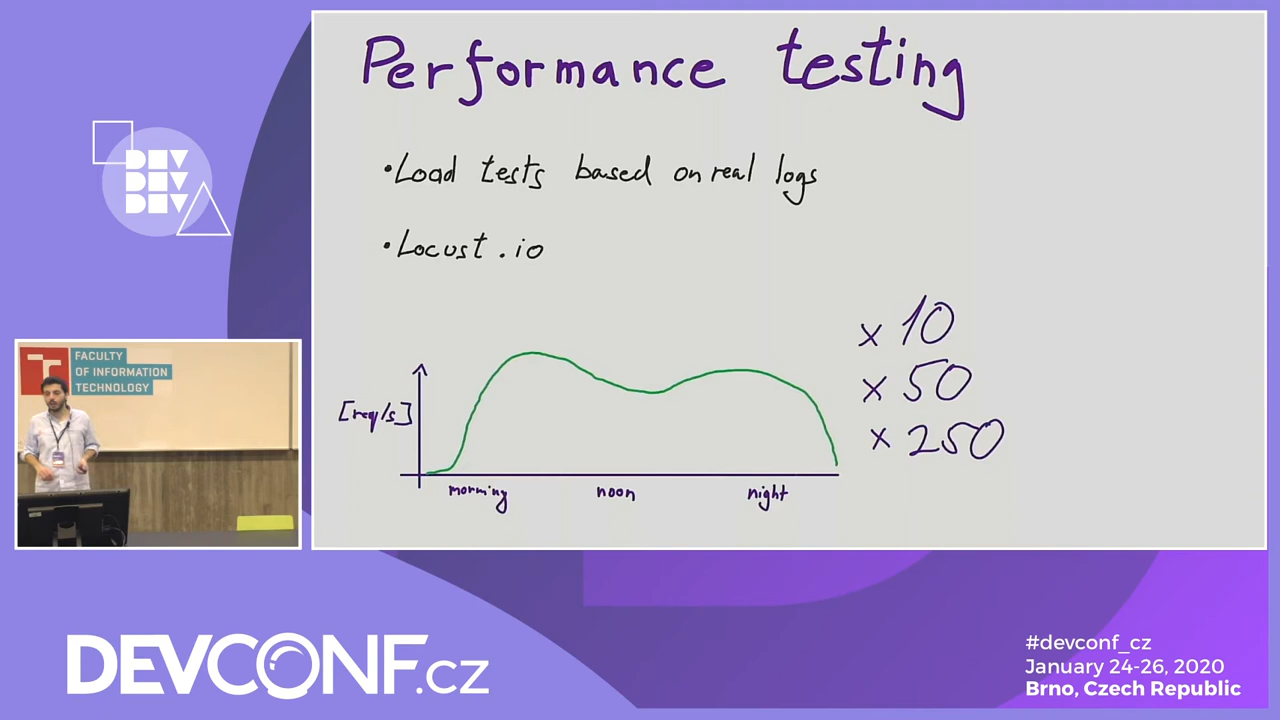 Performance testing
•Load tests based on real logs
•Locust.io
x 10
x 50
x 250
[req/s]
morning noon night
DEV
DEV
DEV
FACULTY
OF INFORMATION
TECHNOLOGY
DEVCONF.cz
#devconf_cz
January 24-26, 2020
Brno, Czech Republic